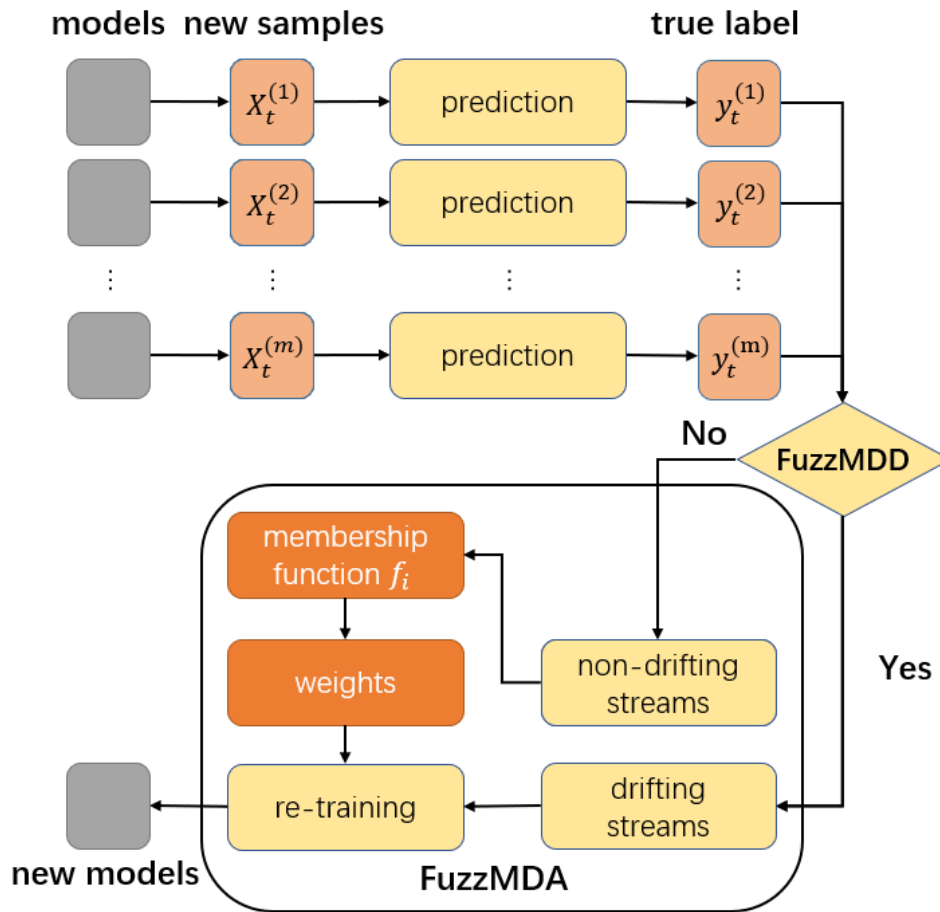 models new samples true label
$X_t^{(1)}$ prediction $y_t^{(1)}$
$X_t^{(2)}$ prediction $y_t^{(2)}$
⋮ ⋮ ⋮ ⋮
$X_t^{(m)}$ prediction $y_t^{(m)}$
No
FuzzMDD
membership
function $f_i$
weights
non-drifting
streams
Yes
re-training
drifting
streams
new models
FuzzMDA